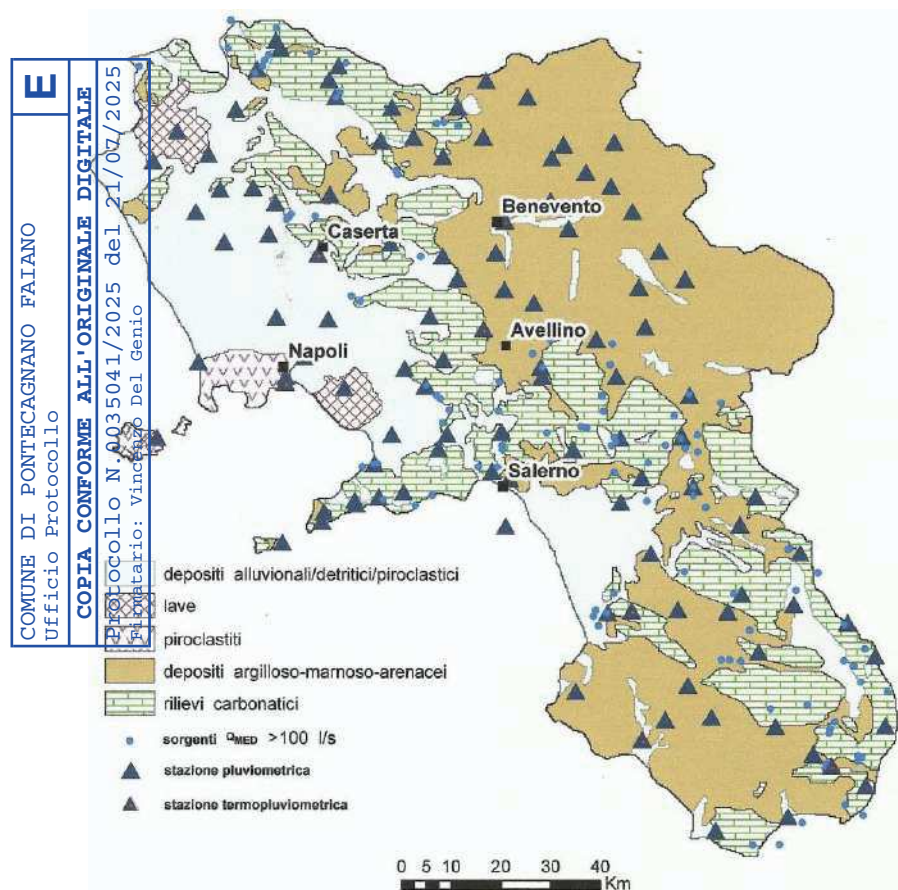 COMUNE DI PONTECAGNANO FAIANO
Ufficio Protocollo
E
COPIA CONFORME ALL'ORIGINALE DIGITALE
Protocollo N.0035041/2025 del 21/07/2025
Firmatario: Vincenzo Del Genio
Benevento
Caserta
Avellino
Napoli
Salerno
depositi alluvionali/detritici/piroclastici
lave
piroclastiti
depositi argilloso-marnoso-arenacei
rilievi carbonatici
sorgenti QMED >100 l/s
stazione pluviometrica
stazione termopluviometrica
0 5 10 20 30 40
Km